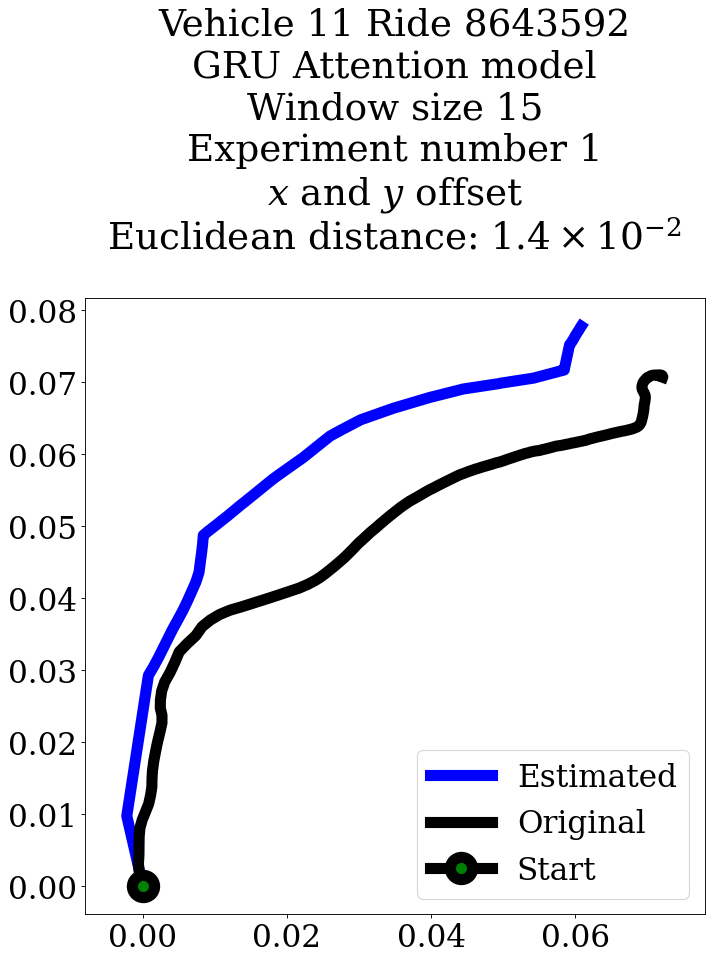 Vehicle 11 Ride 8643592
GRU Attention model
Window size 15
Experiment number 1
x and y offset
Euclidean distance: 1.4 × 10⁻²
0.08
0.07
0.06
0.05
0.04
0.03
0.02
0.01
0.00
Estimated
Original
Start
0.00 0.02 0.04 0.06